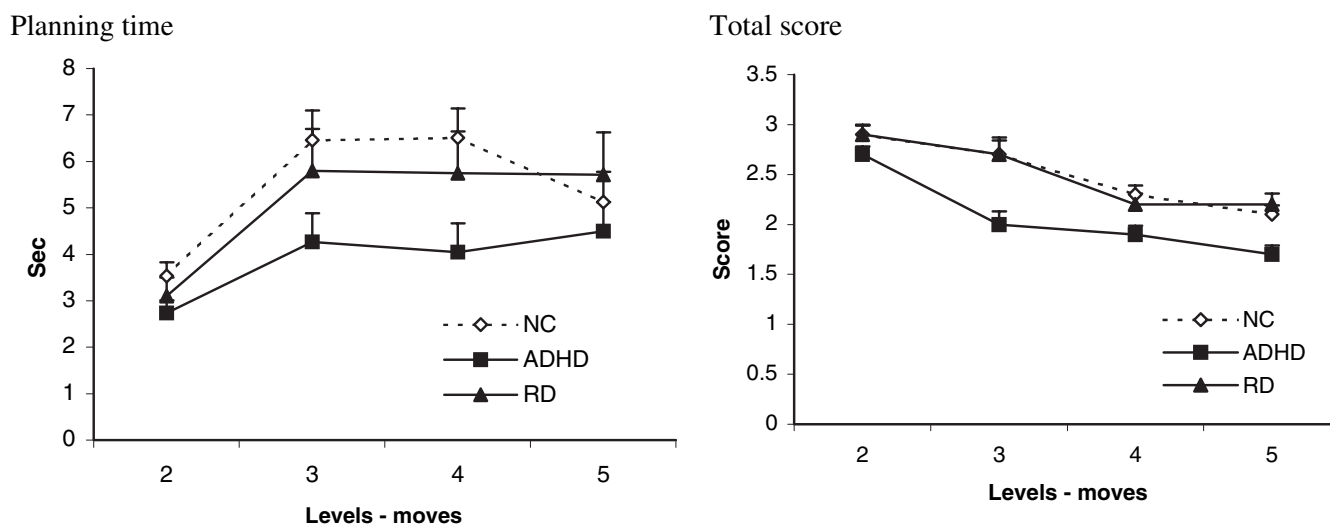 Planning time
8
7
6
5
4
3
2
1
0
Sec
2 3 4 5
Levels - moves
NC
ADHD
RD
Total score
3.5
3
2.5
2
1.5
1
0.5
0
Score
2 3 4 5
Levels - moves
NC
ADHD
RD